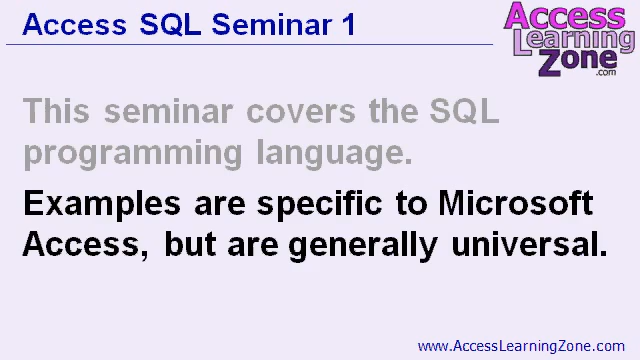 Access SQL Seminar 1
Access
Learning
Zone
.com
This seminar covers the SQL
programming language.
Examples are specific to Microsoft
Access, but are generally universal.
www.AccessLearningZone.com